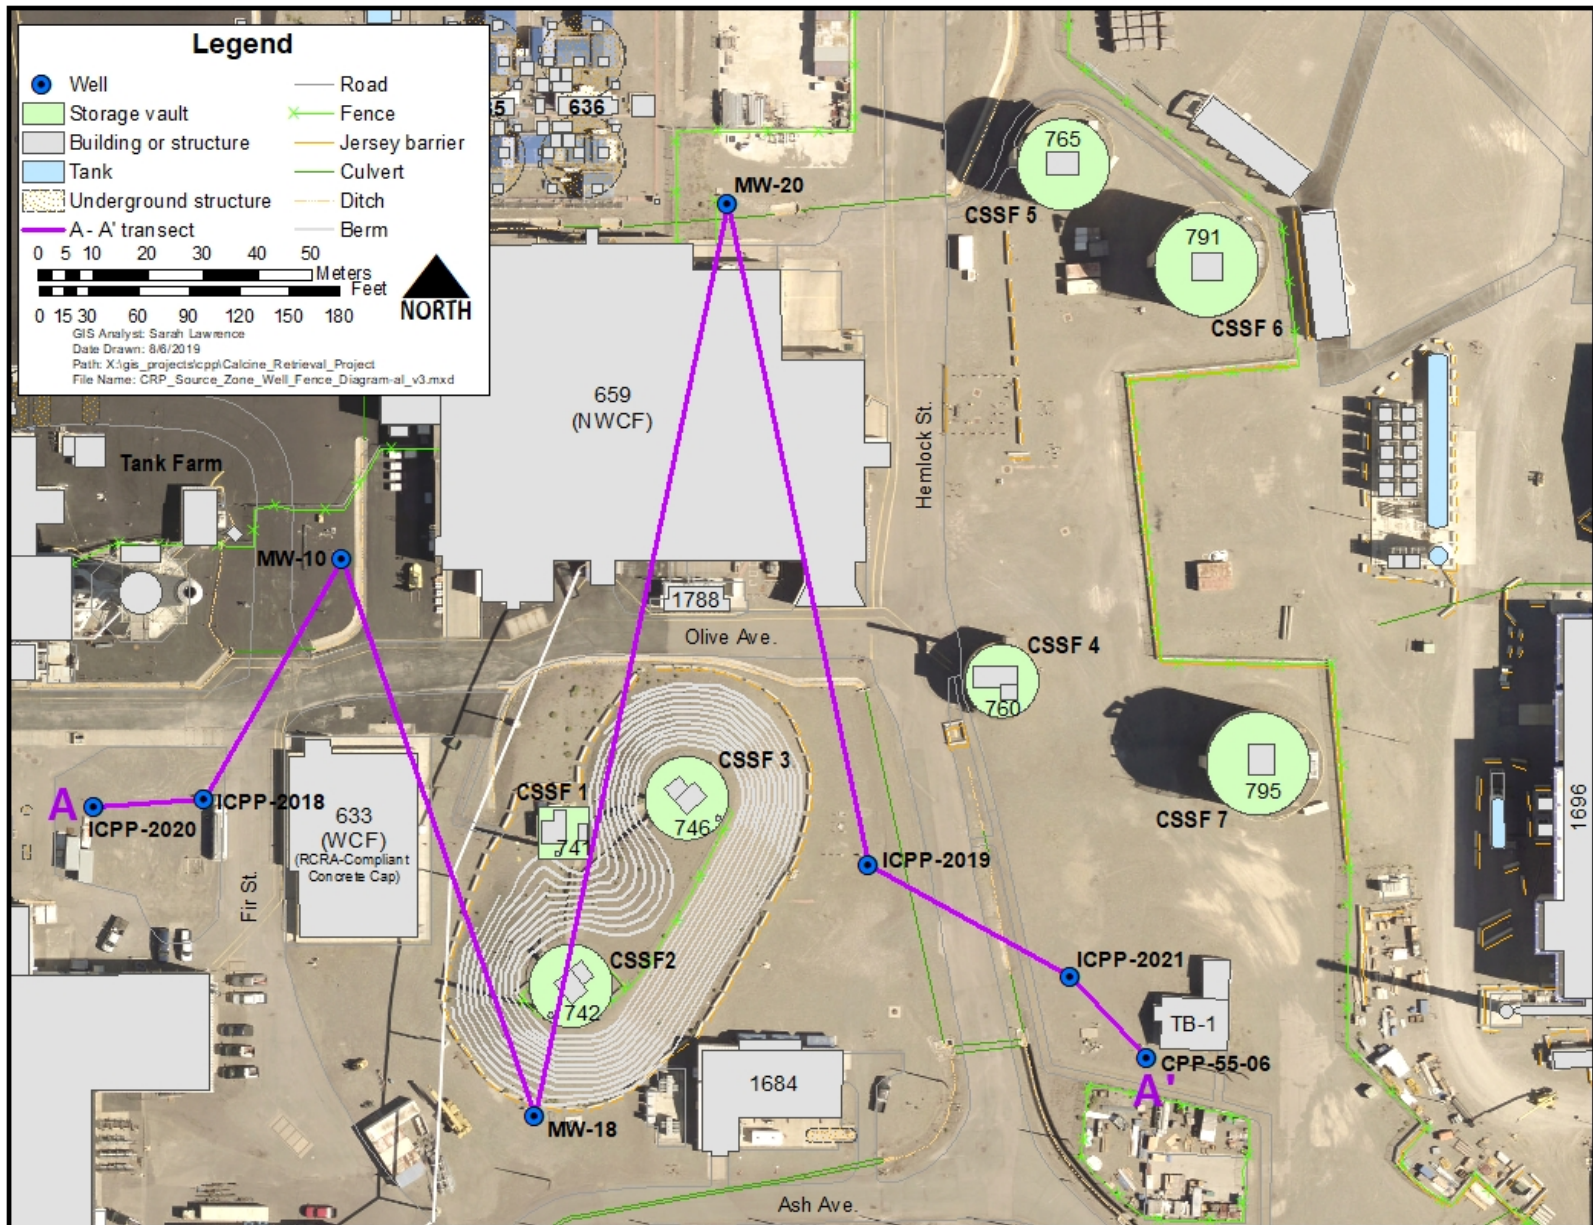 Legend
Well
Storage vault
Building or structure
Tank
Underground structure
A - A' transect
Road
Fence
Jersey barrier
Culvert
Ditch
Berm
0 5 10 20 30 40 50
Meters
Feet
0 15 30 60 90 120 150 180
NORTH
GIS Analyst: Sarah Lawrence
Date Drawn: 8/6/2019
Path: X:\gis_projects\cpp\Calcine_Retrieval_Project
File Name: CRP_Source_Zone_Well_Fence_Diagram-al_v3.mxd
636
MW-20
765
CSSF 5
791
CSSF 6
659
(NWCF)
Hemlock St.
Tank Farm
MW-10
1788
Olive Ave.
CSSF 4
760
CSSF 3
746
CSSF 1
741
A
ICPP-2020
ICPP-2018
633
(WCF)
(RCRA-Compliant
Concrete Cap)
Fir St.
795
CSSF 7
1696
ICPP-2019
CSSF2
742
ICPP-2021
TB-1
CPP-55-06
A'
1684
MW-18
Ash Ave.